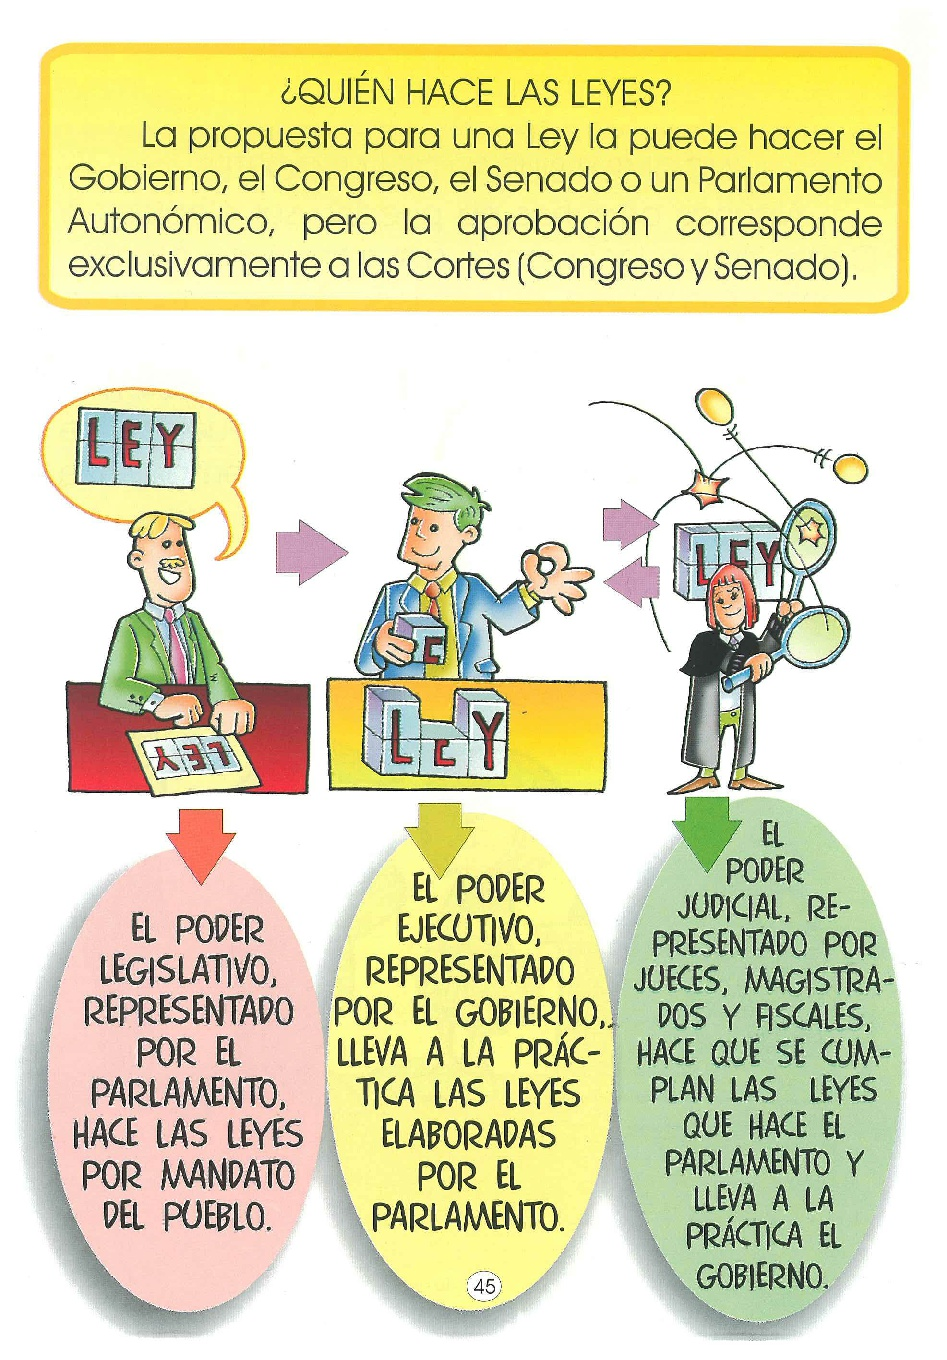 ¿QUIÉN HACE LAS LEYES?
La propuesta para una Ley la puede hacer el
Gobierno, el Congreso, el Senado o un Parlamento
Autonómico, pero la aprobación corresponde
exclusivamente a las Cortes (Congreso y Senado).
LEY
LEY
C
LcY
LEY
EL PODER
LEGISLATIVO,
REPRESENTADO
POR EL
PARLAMENTO,
HACE LAS LEYES
POR MANDATO
DEL PUEBLO.
EL PODER
EJECUTIVO,
REPRESENTADO
POR EL GOBIERNO,
LLEVA A LA PRÁC-
TICA LAS LEYES
ELABORADAS
POR EL
PARLAMENTO.
EL
PODER
JUDICIAL, RE-
PRESENTADO POR
JUECES, MAGISTRA-
DOS Y FISCALES,
HACE QUE SE CUM-
PLAN LAS LEYES
QUE HACE EL
PARLAMENTO Y
LLEVA A LA
PRÁCTICA EL
GOBIERNO.
45